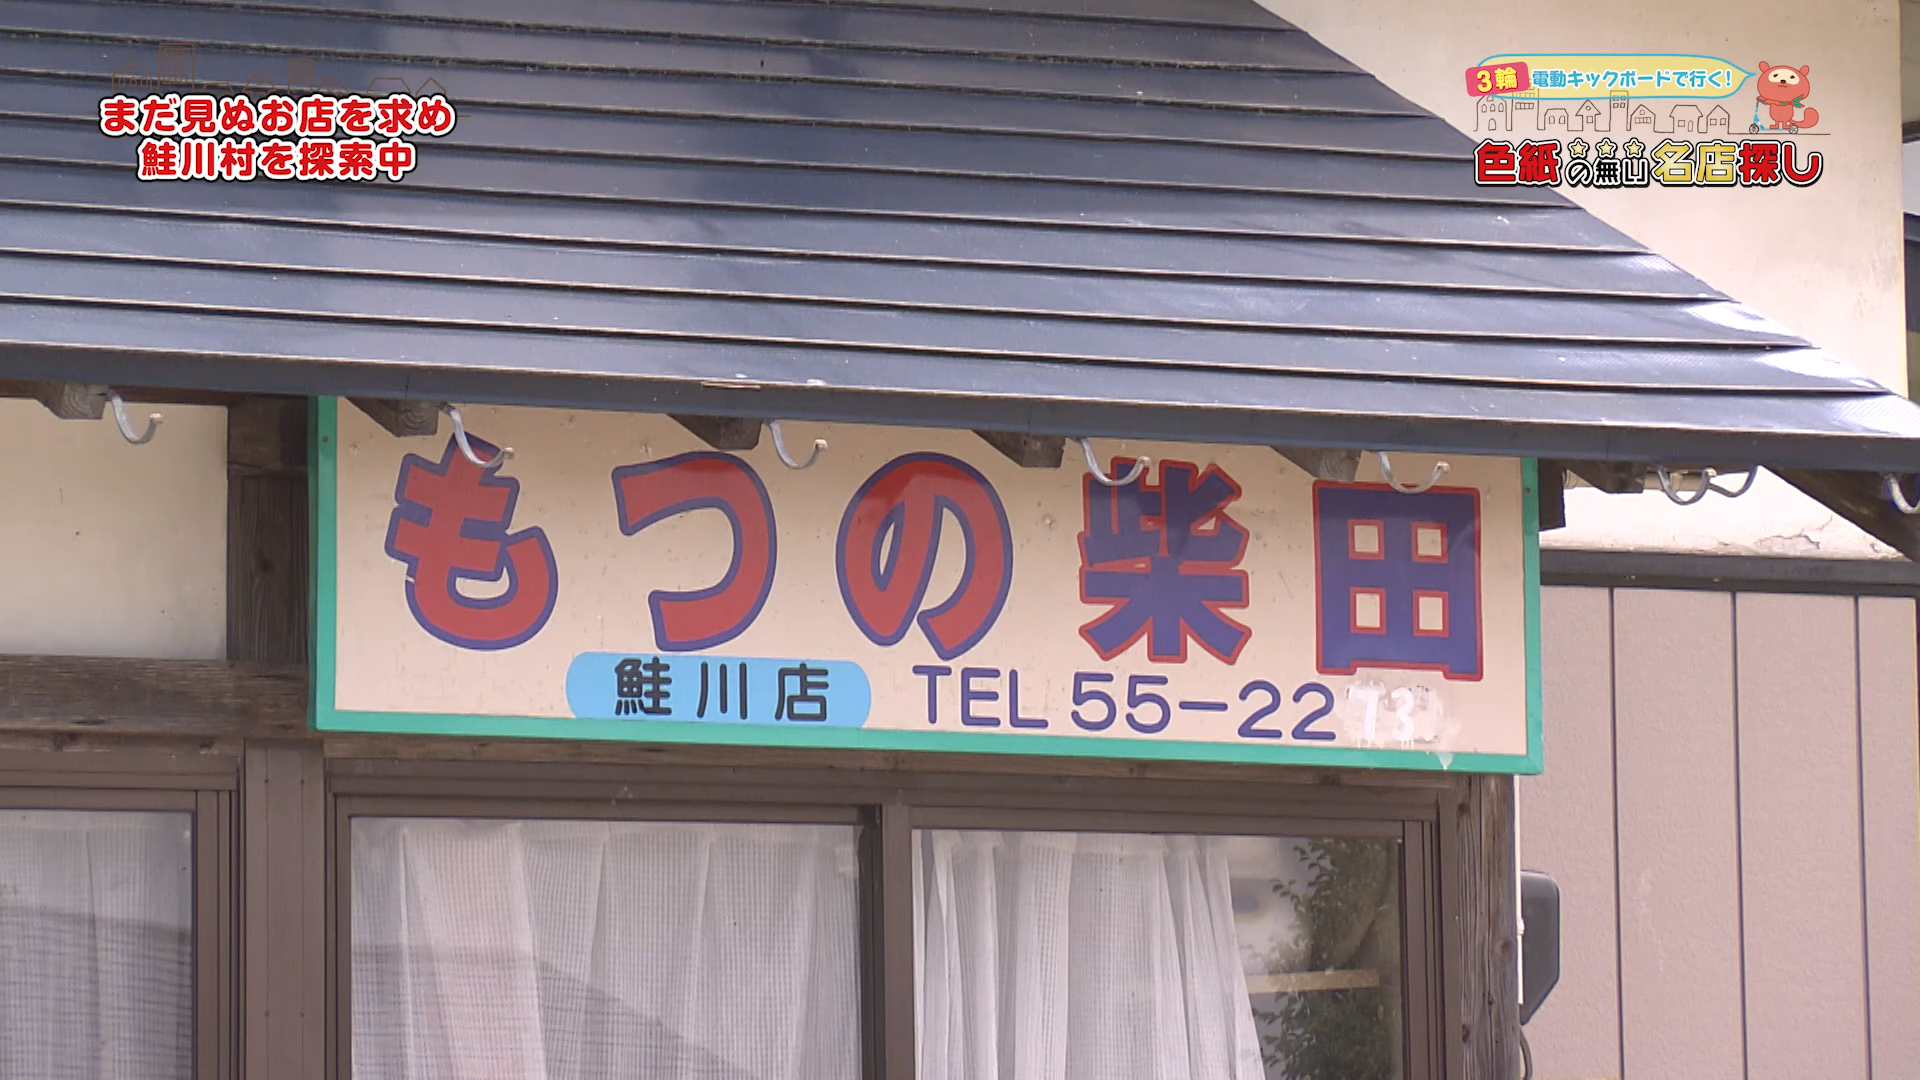 まだ見ぬお店を求め
鮭川村を探索中
3輪 電動キックボードで行く!
色紙の無い名店探し
もつの柴田
鮭川店 TEL 55-2273